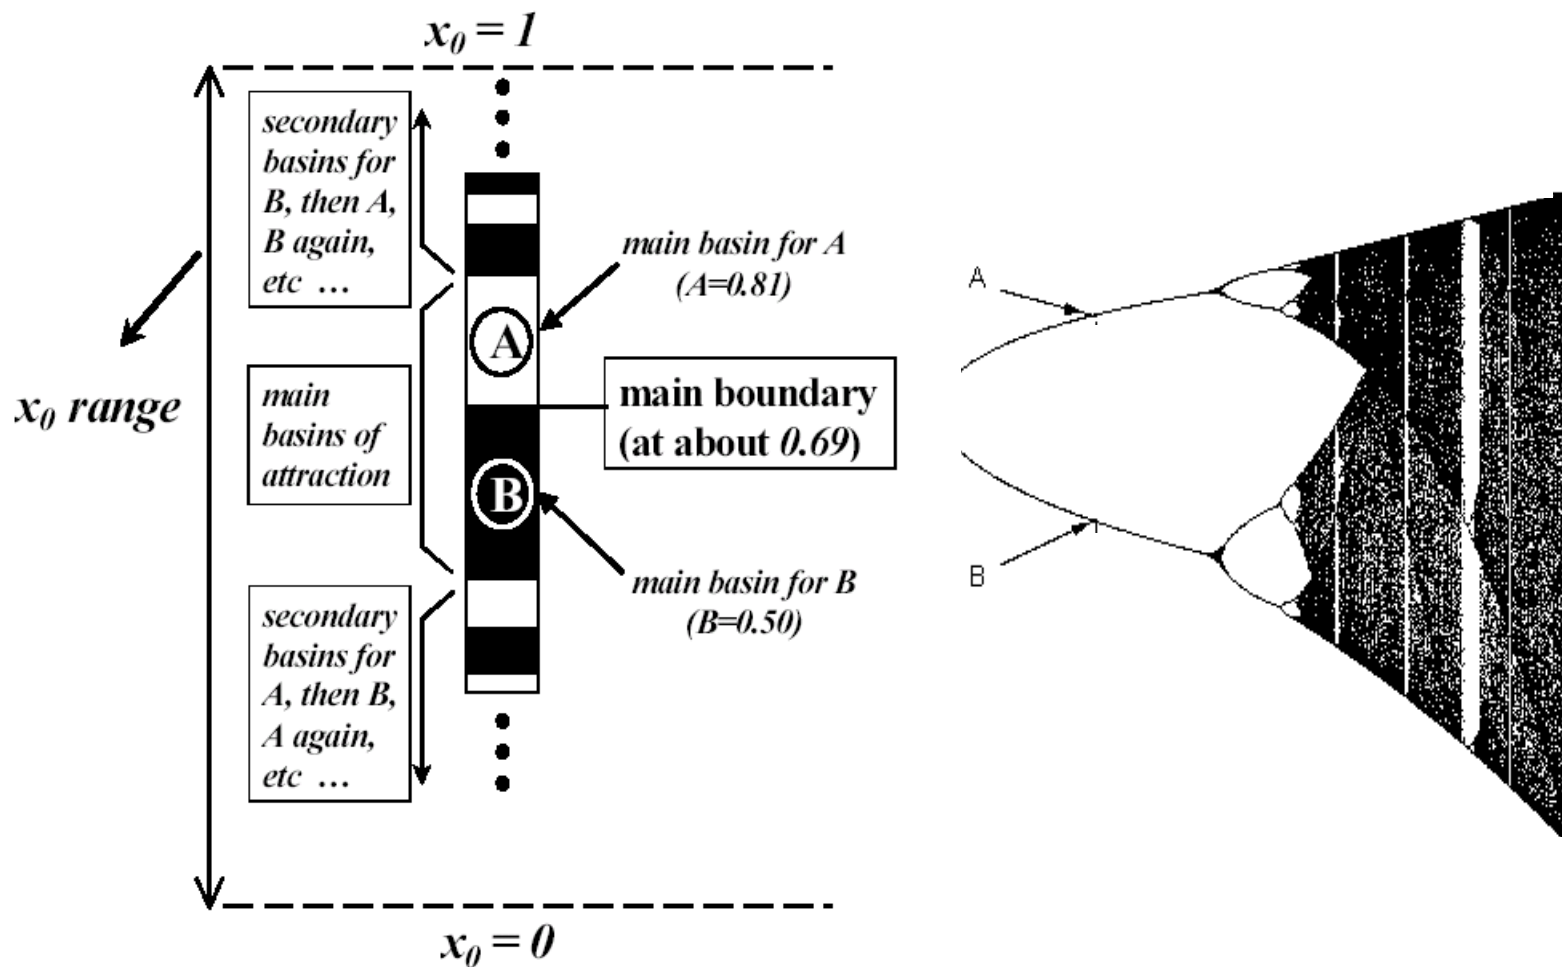 x₀ = 1
secondary
basins for
B, then A,
B again,
etc ...
main basin for A
(A=0.81)
A
x₀ range
main
basins of
attraction
main boundary
(at about 0.69)
B
main basin for B
(B=0.50)
secondary
basins for
A, then B,
A again,
etc ...
x₀ = 0
A
B